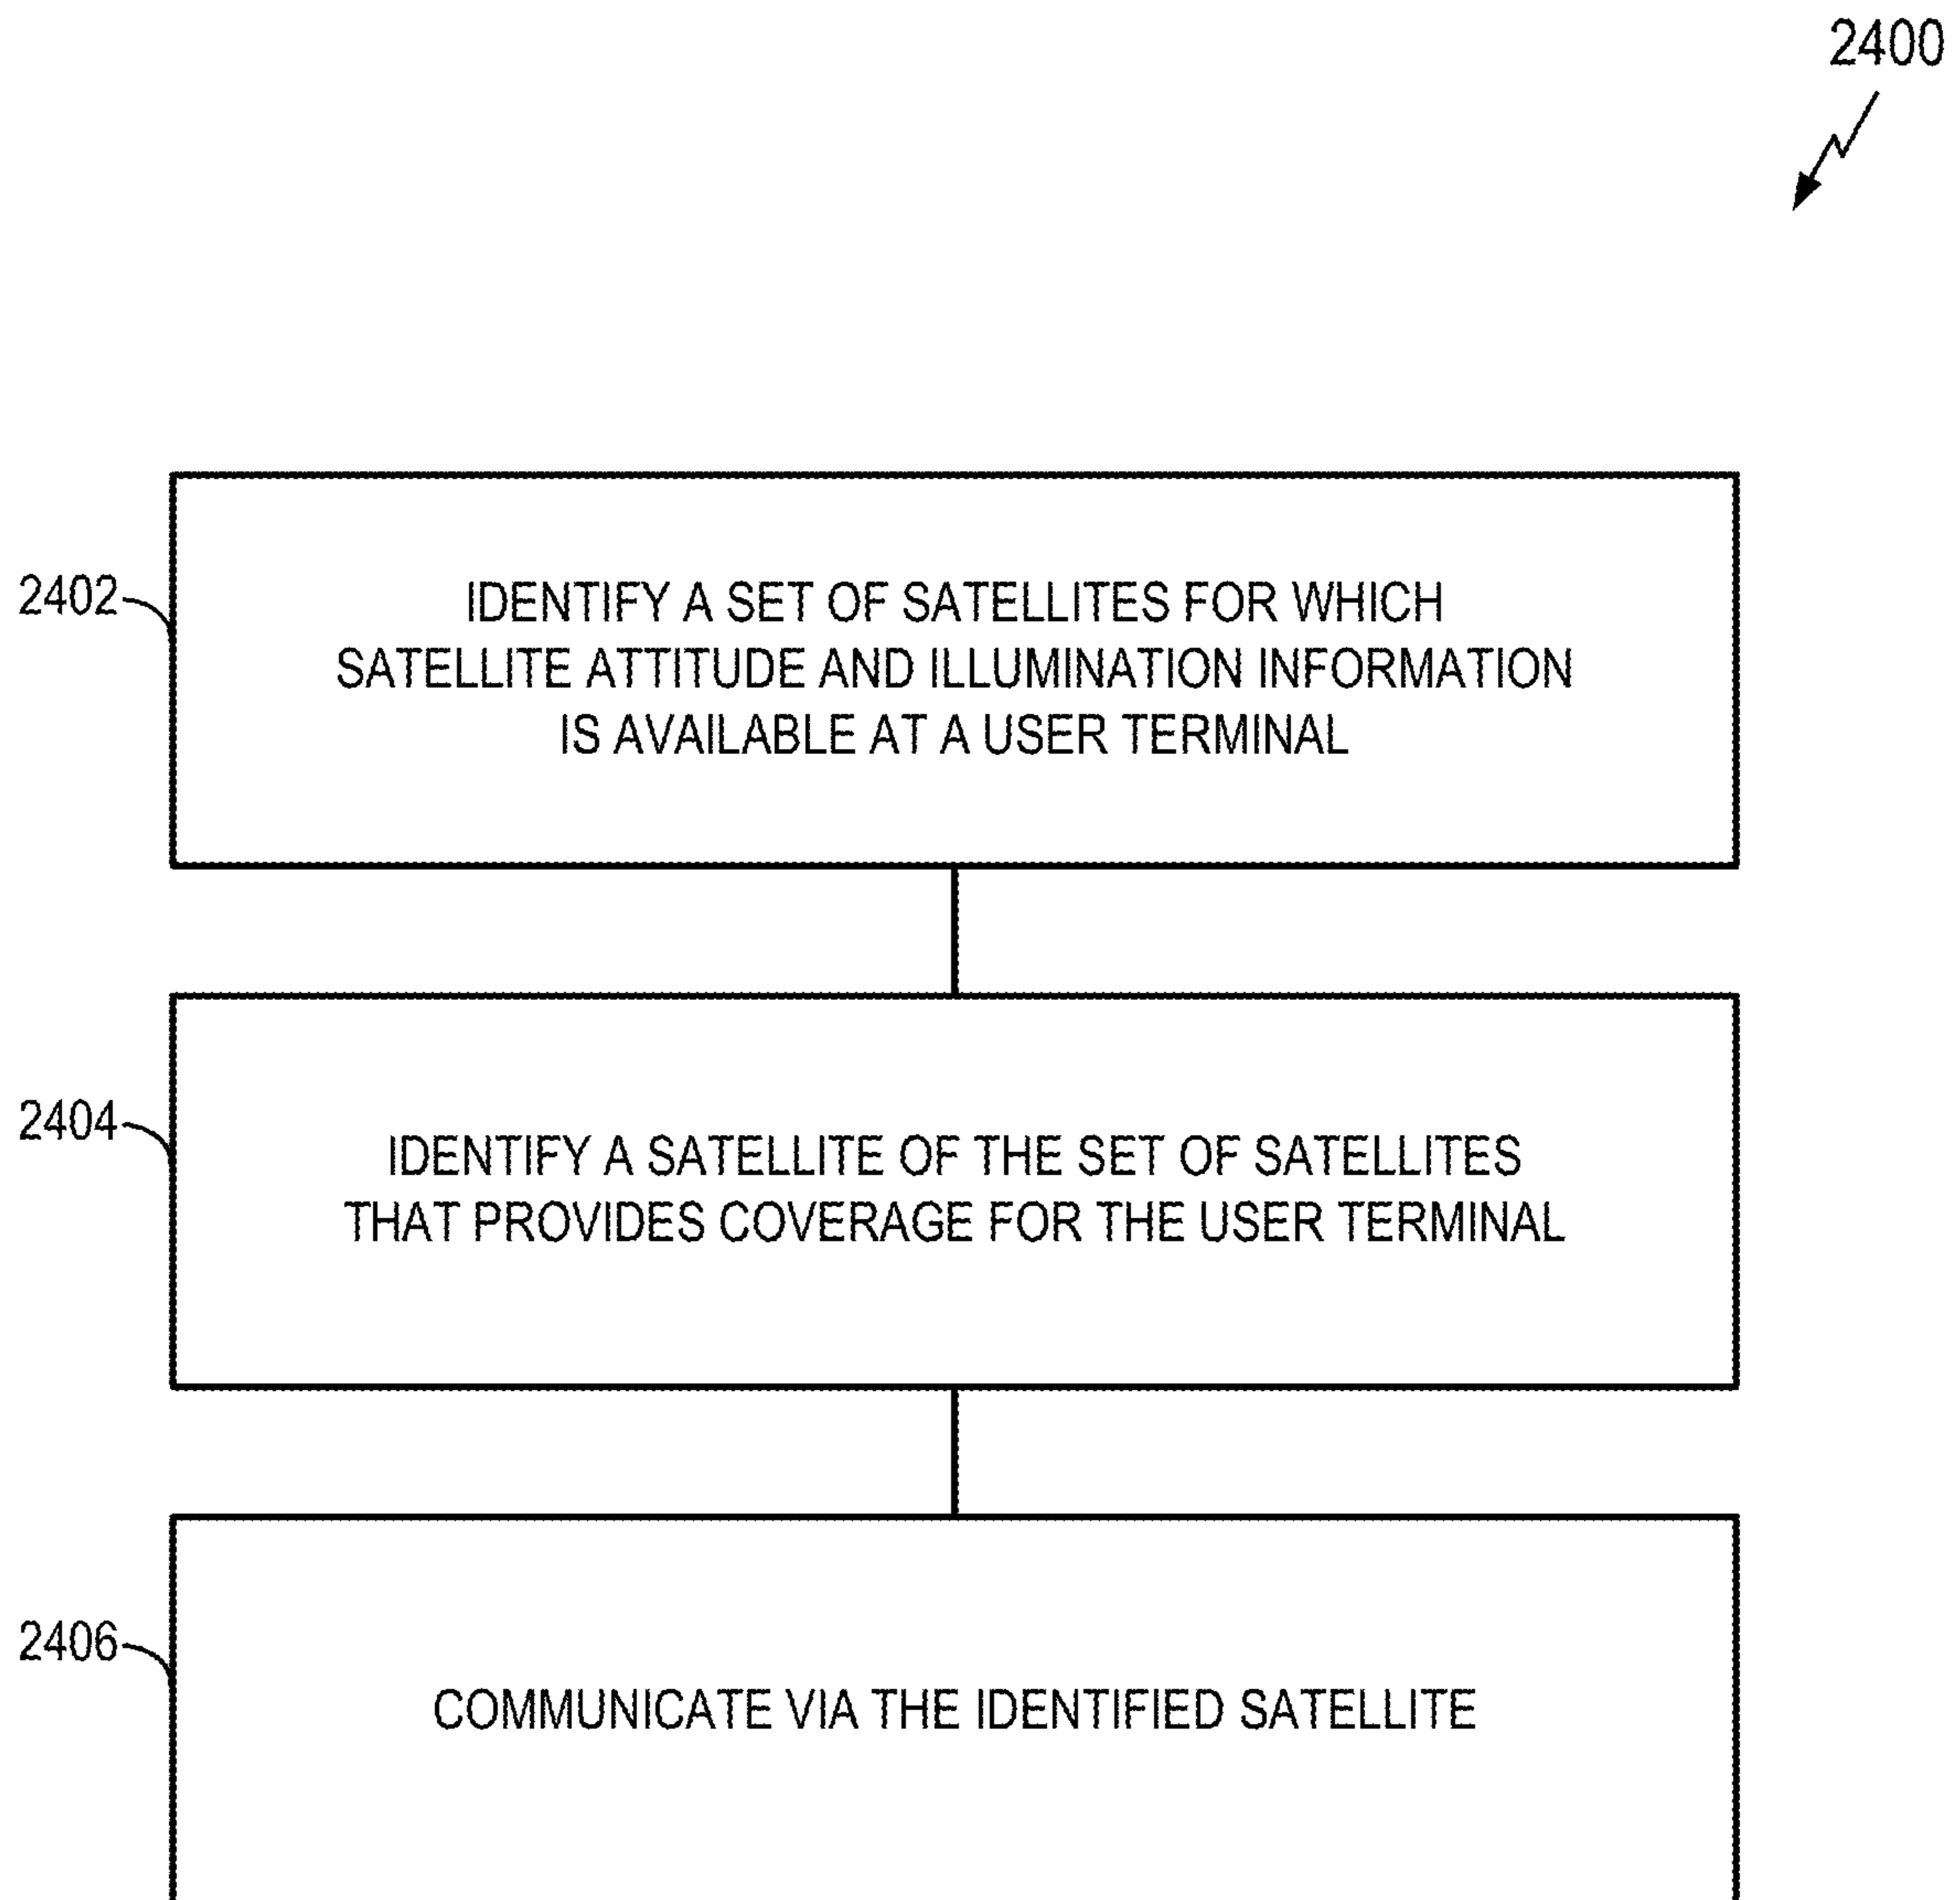 2400
2402
IDENTIFY A SET OF SATELLITES FOR WHICH
SATELLITE ATTITUDE AND ILLUMINATION INFORMATION
IS AVAILABLE AT A USER TERMINAL
2404
IDENTIFY A SATELLITE OF THE SET OF SATELLITES
THAT PROVIDES COVERAGE FOR THE USER TERMINAL
2406
COMMUNICATE VIA THE IDENTIFIED SATELLITE